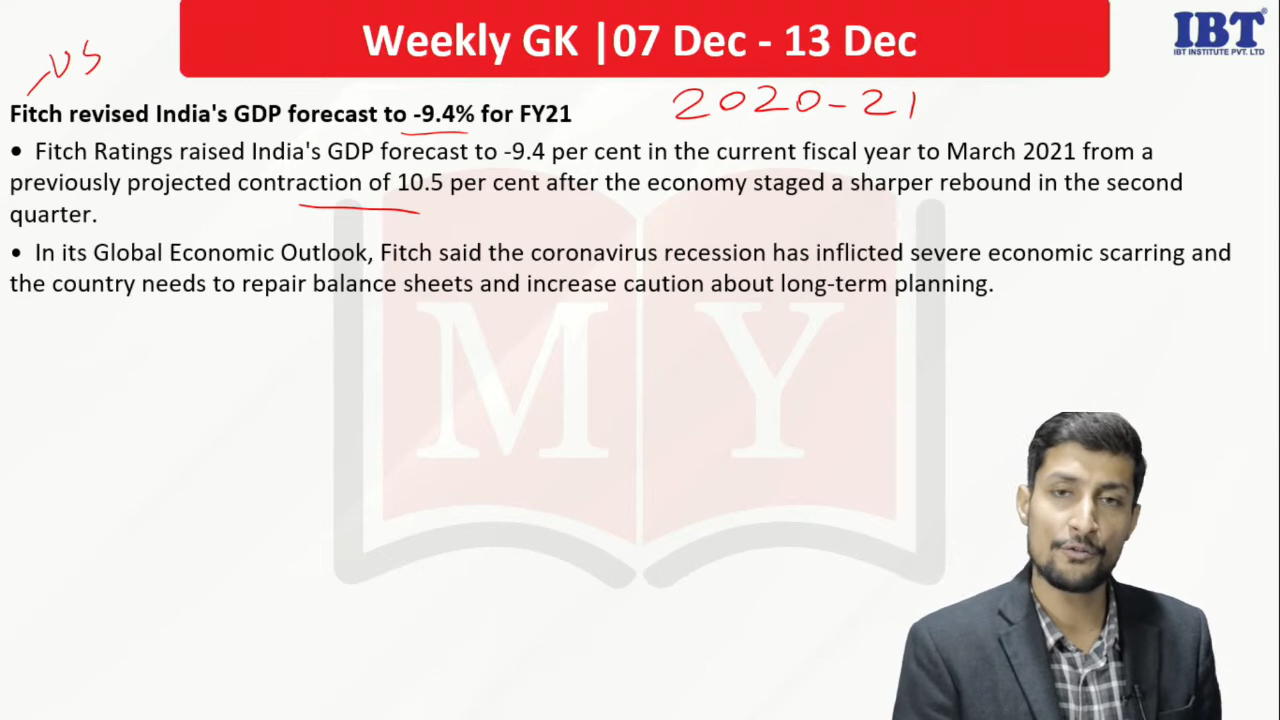 Weekly GK |07 Dec - 13 Dec
IBT
IBT INSTITUTE PVT. LTD
US
Fitch revised India's GDP forecast to -9.4% for FY21
2020-21
• Fitch Ratings raised India's GDP forecast to -9.4 per cent in the current fiscal year to March 2021 from a
previously projected contraction of 10.5 per cent after the economy staged a sharper rebound in the second
quarter.
• In its Global Economic Outlook, Fitch said the coronavirus recession has inflicted severe economic scarring and
the country needs to repair balance sheets and increase caution about long-term planning.
M Y